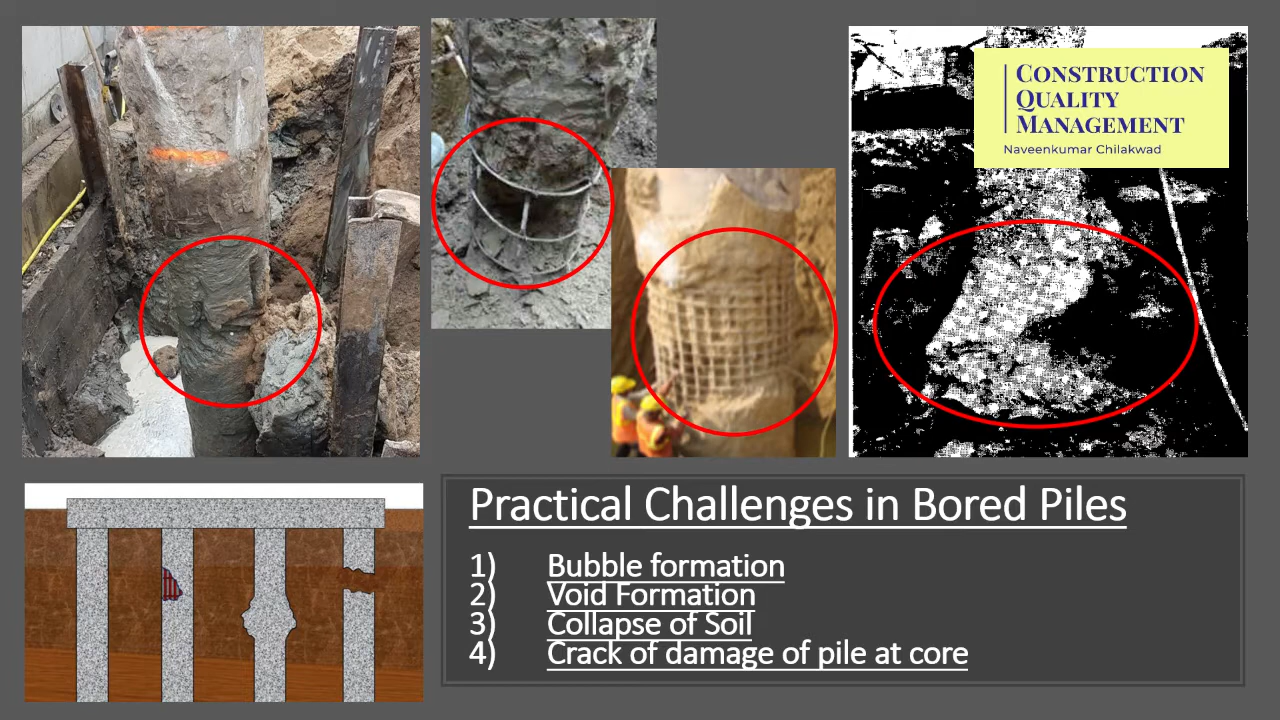 CONSTRUCTION
QUALITY
MANAGEMENT
Naveenkumar Chilakwad
Practical Challenges in Bored Piles
1) Bubble formation
2) Void Formation
3) Collapse of Soil
4) Crack of damage of pile at core